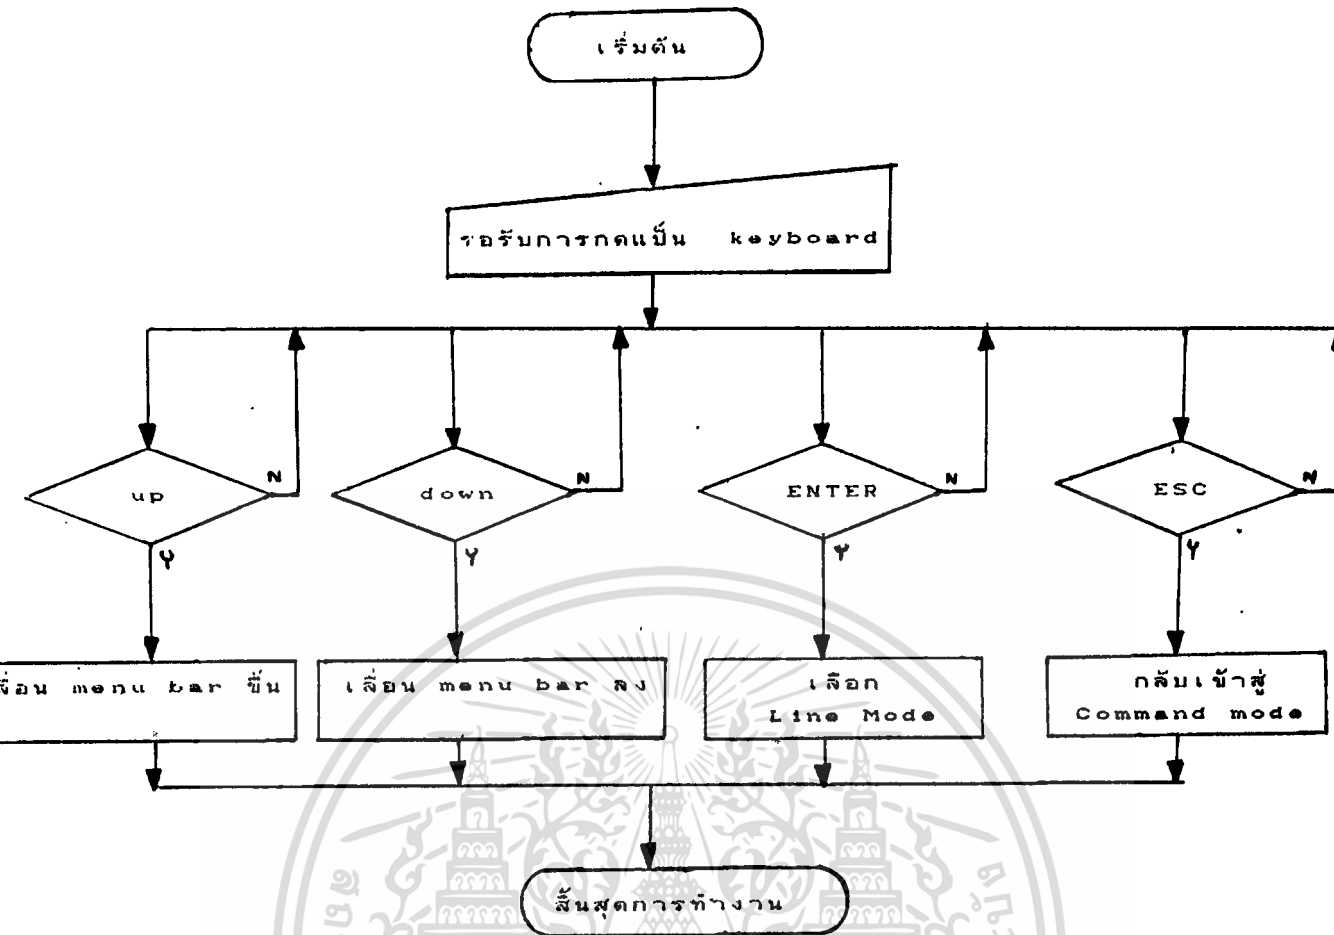 เริ่มต้น
รอรับการกดแป้น keyboard
up
N
down
N
ENTER
N
ESC
N
Y
Y
Y
Y
menu bar ขึ้น
เลื่อน menu bar ลง
เลือก
Line Mode
กลับเข้าสู่
Command mode
สิ้นสุดการทำงาน